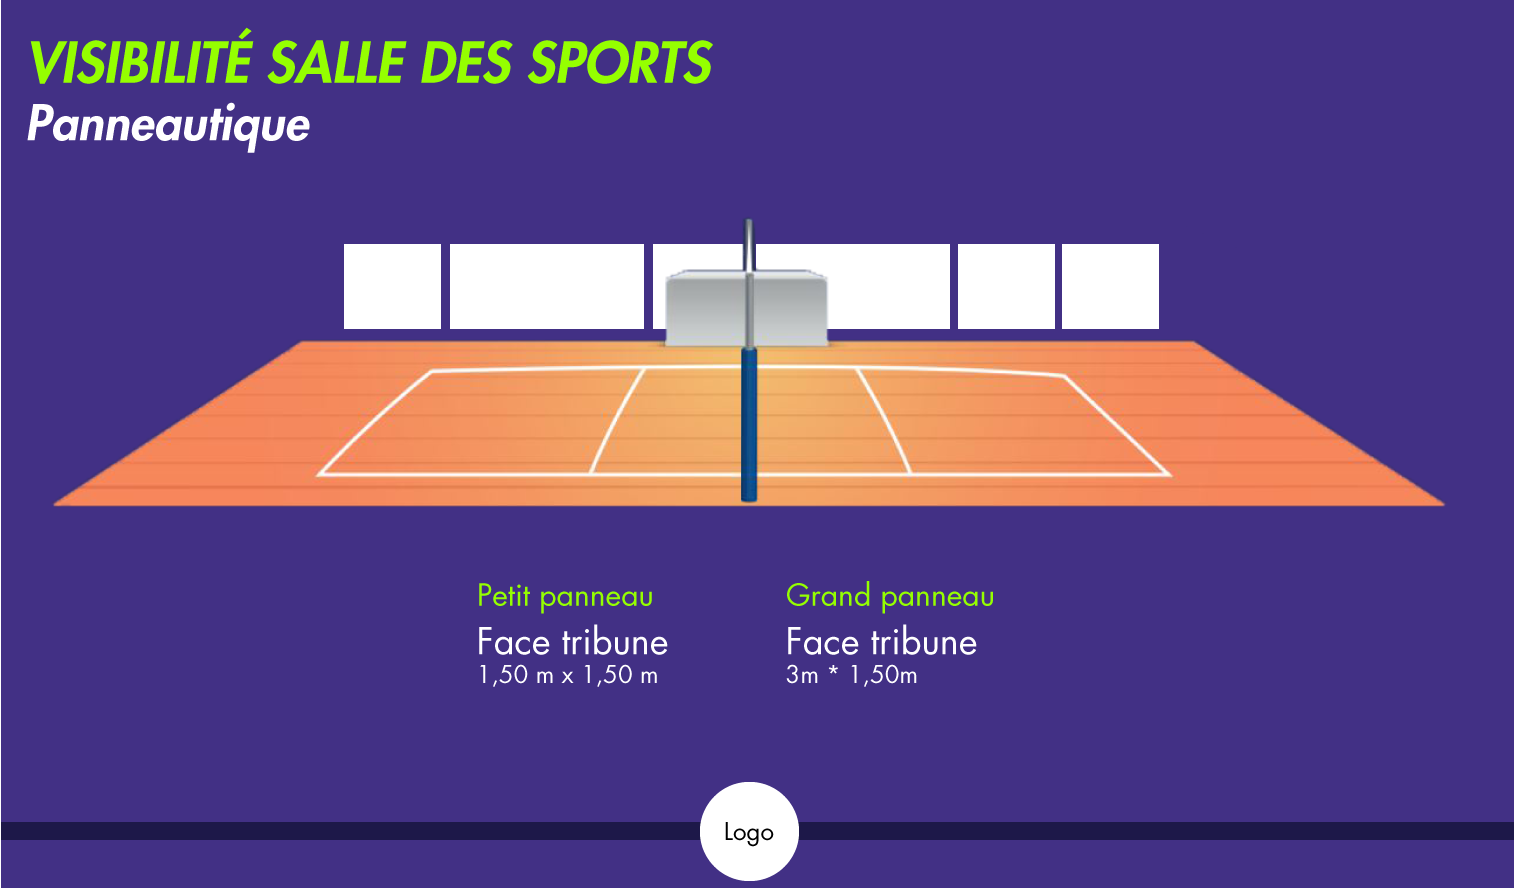 VISIBILITÉ SALLE DES SPORTS
Panneautique
Petit panneau
Face tribune
1,50 m x 1,50 m
Grand panneau
Face tribune
3m * 1,50m
Logo